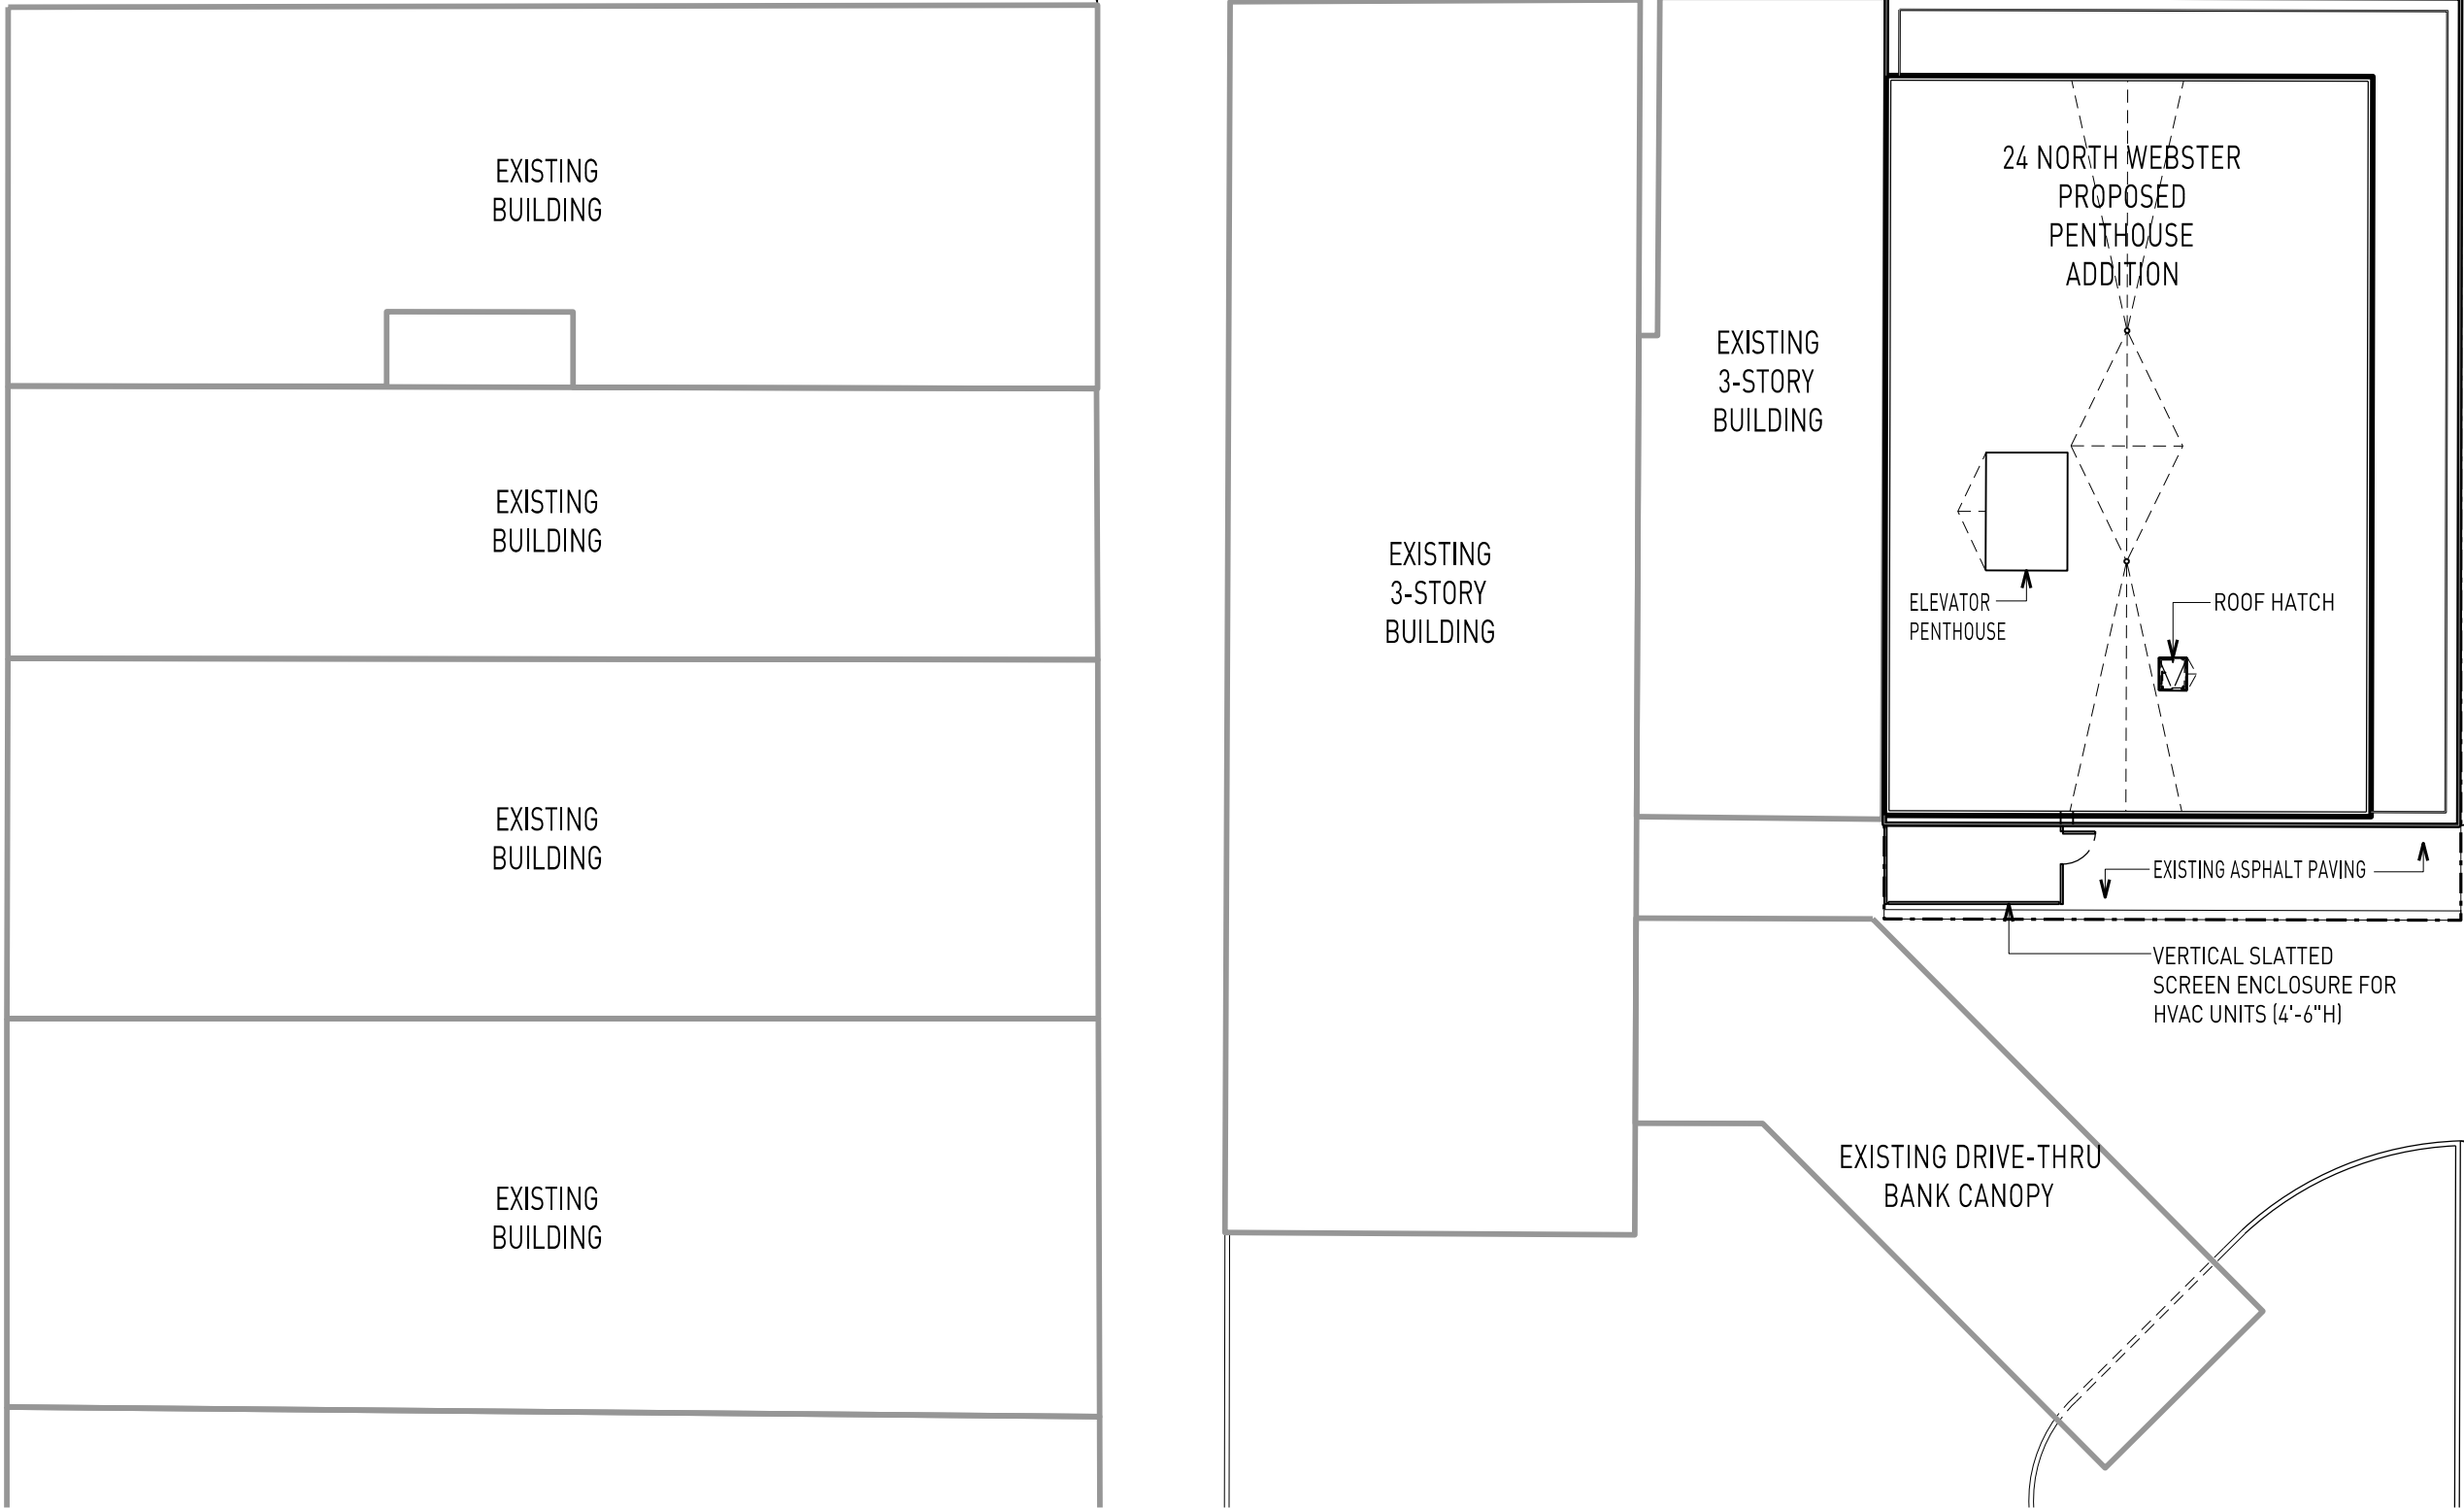 EXISTING
BUILDING
EXISTING
BUILDING
EXISTING
BUILDING
EXISTING
BUILDING
EXISTING
3-STORY
BUILDING
EXISTING
3-STORY
BUILDING
24 NORTH WEBSTER
PROPOSED
PENTHOUSE
ADDITION
ELEVATOR
PENTHOUSE
ROOF HATCH
EXISTING ASPHALT PAVING
VERTICAL SLATTED
SCREEN ENCLOSURE FOR
HVAC UNITS (4'-6"H)
EXISTING DRIVE-THRU
BANK CANOPY